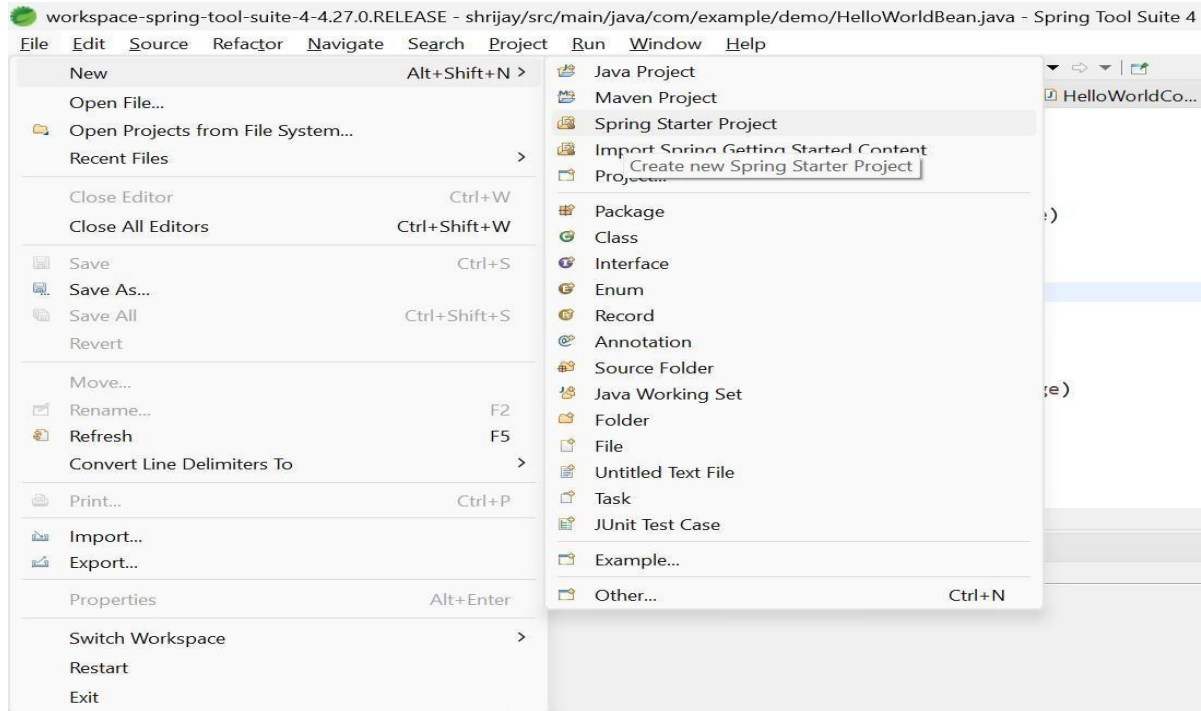 workspace-spring-tool-suite-4-4.27.0.RELEASE - shrijay/src/main/java/com/example/demo/HelloWorldBean.java - Spring Tool Suite 4
File Edit Source Refactor Navigate Search Project Run Window Help
New Alt+Shift+N >
Open File...
Open Projects from File System...
Recent Files >
Close Editor Ctrl+W
Close All Editors Ctrl+Shift+W
Save Ctrl+S
Save As...
Save All Ctrl+Shift+S
Revert
Move...
Rename... F2
Refresh F5
Convert Line Delimiters To >
Print... Ctrl+P
Import...
Export...
Properties Alt+Enter
Switch Workspace >
Restart
Exit
Java Project
Maven Project
Spring Starter Project
Import Spring Getting Started Content
Create new Spring Starter Project
Project...
Package
Class
Interface
Enum
Record
Annotation
Source Folder
Java Working Set
Folder
File
Untitled Text File
Task
JUnit Test Case
Example...
Other... Ctrl+N
HelloWorldCo...
)
e)